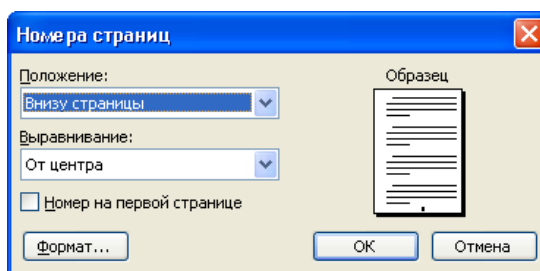 Номера страниц
Положение:
Образец
Внизу страницы
Выравнивание:
От центра
Номер на первой странице
Формат...
ОК
Отмена